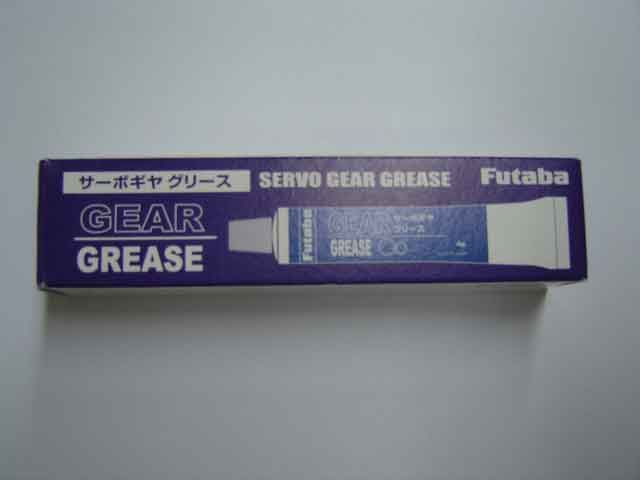 サーボギヤ グリース
SERVO GEAR GREASE
Futaba
GEAR
GREASE
Futaba
GEAR
サーボギヤ
グリース
GREASE